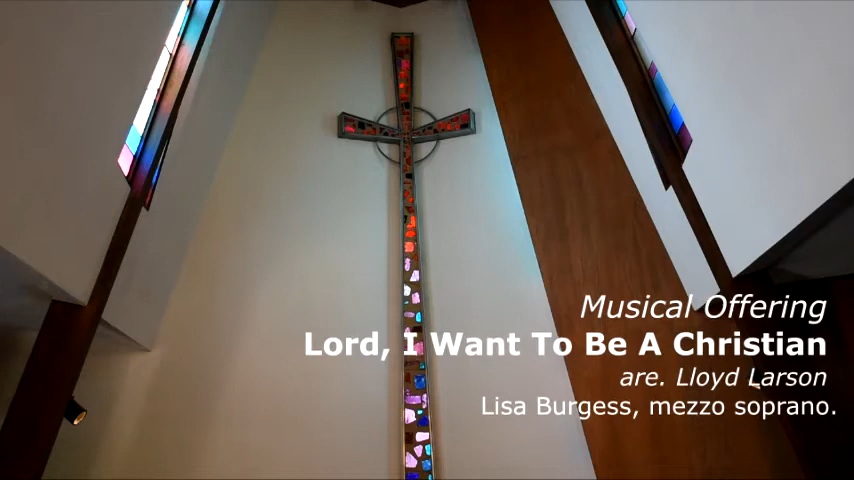 Musical Offering
Lord, I Want To Be A Christian
are. Lloyd Larson
Lisa Burgess, mezzo soprano.